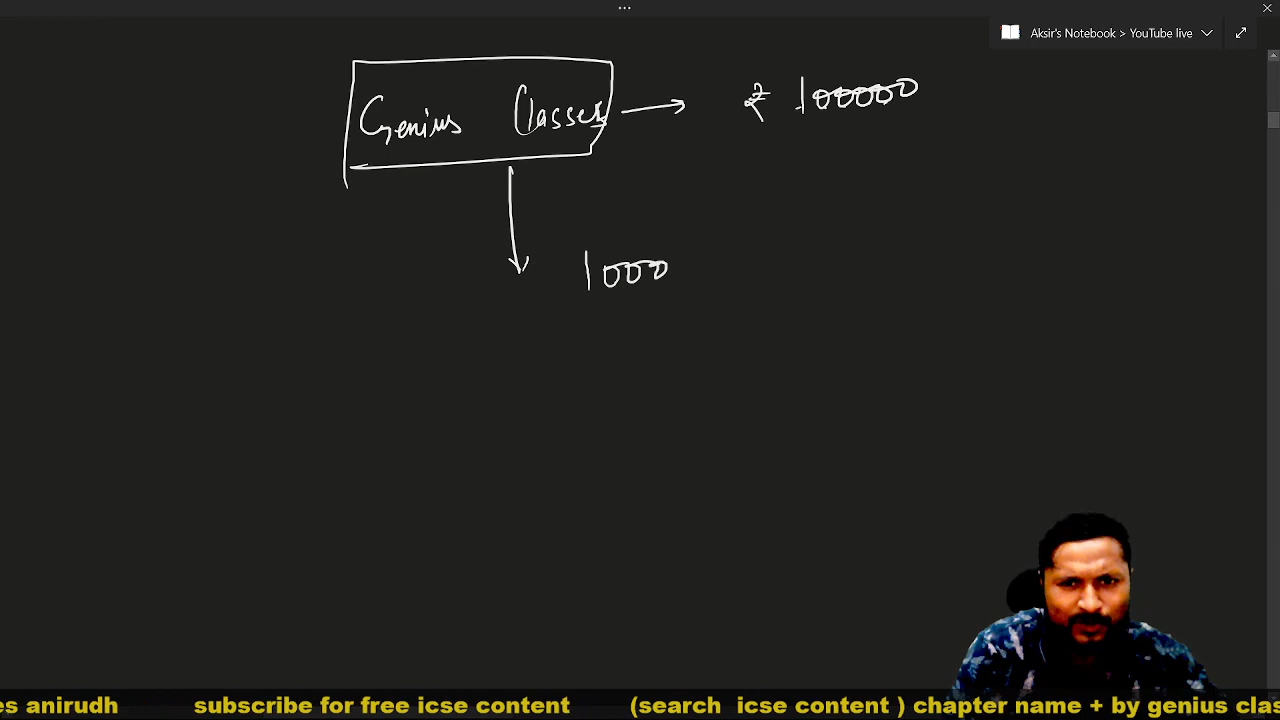 Aksir's Notebook > YouTube live
Genius Classes → ₹ 100000
1000
es anirudh subscribe for free icse content (search icse content ) chapter name + by genius clas